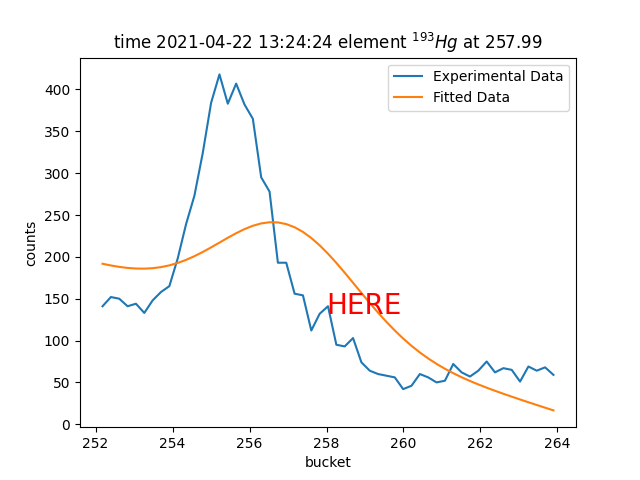 time 2021-04-22 13:24:24 element ¹⁹³Hg at 257.99
Experimental Data
Fitted Data
400
350
300
250
200
150
100
50
0
counts
HERE
252 254 256 258 260 262 264
bucket